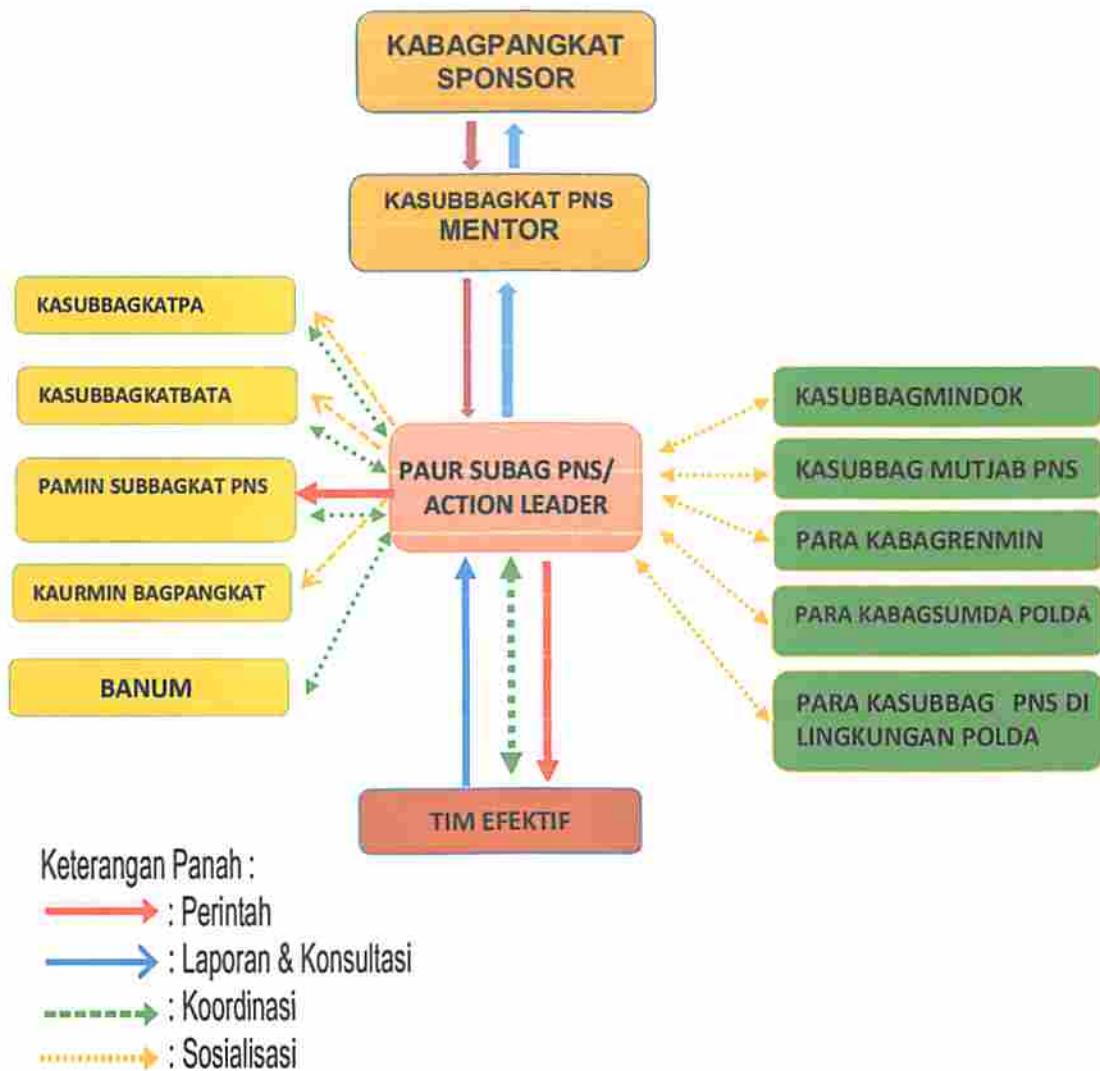 KABAGPANGKAT
SPONSOR
KASUBBAGKAT PNS
MENTOR
KASUBBAGKATPA
KASUBBAGKATBATA
PAMIN SUBBAGKAT PNS
KAURMIN BAGPANGKAT
BANUM
PAUR SUBAG PNS/
ACTION LEADER
KASUBBAGMINDOK
KASUBBAG MUTJAB PNS
PARA KABAGRENMIN
PARA KABAGSUMDA POLDA
PARA KASUBBAG PNS DI
LINGKUNGAN POLDA
TIM EFEKTIF
Keterangan Panah :
: Perintah
: Laporan & Konsultasi
: Koordinasi
: Sosialisasi